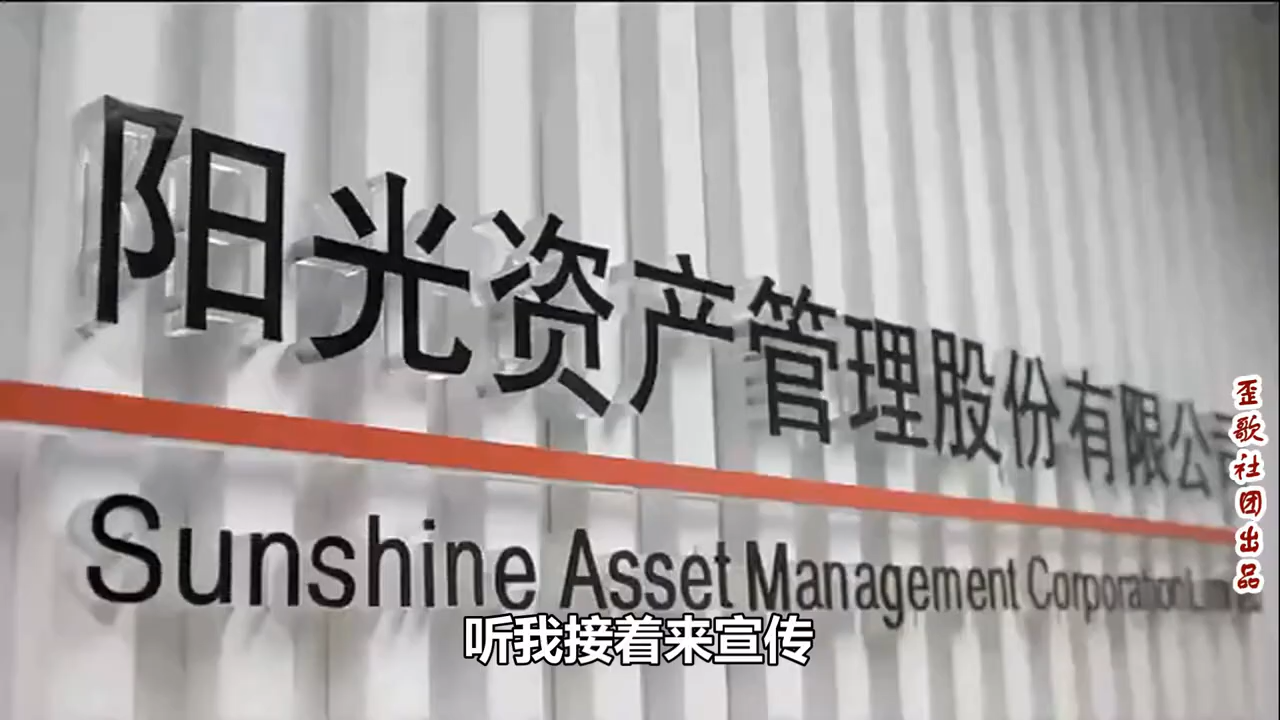 阳光资产管理股份有限公司
Sunshine Asset Management Corporation
听我接着来宣传
歪歌社团出品